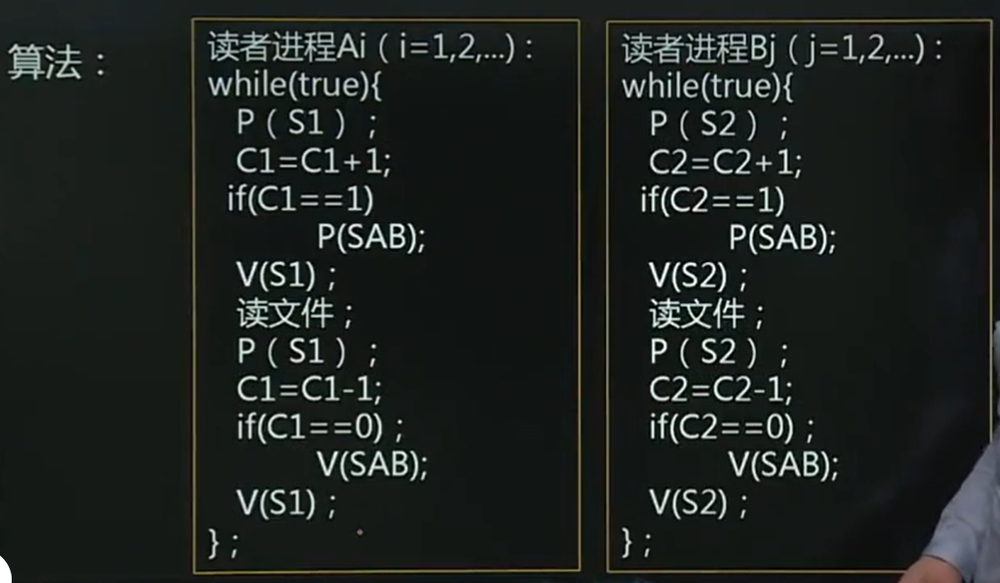 算法：
读者进程Ai（i=1,2,...）:
while(true){
P（S1）；
C1=C1+1;
if(C1==1)
P(SAB);
V(S1)；
读文件；
P（S1）；
C1=C1-1;
if(C1==0)；
V(SAB);
V(S1)；
}；
读者进程Bj（j=1,2,...）:
while(true){
P（S2）；
C2=C2+1;
if(C2==1)
P(SAB);
V(S2)；
读文件；
P（S2）；
C2=C2-1;
if(C2==0)；
V(SAB);
V(S2)；
}；